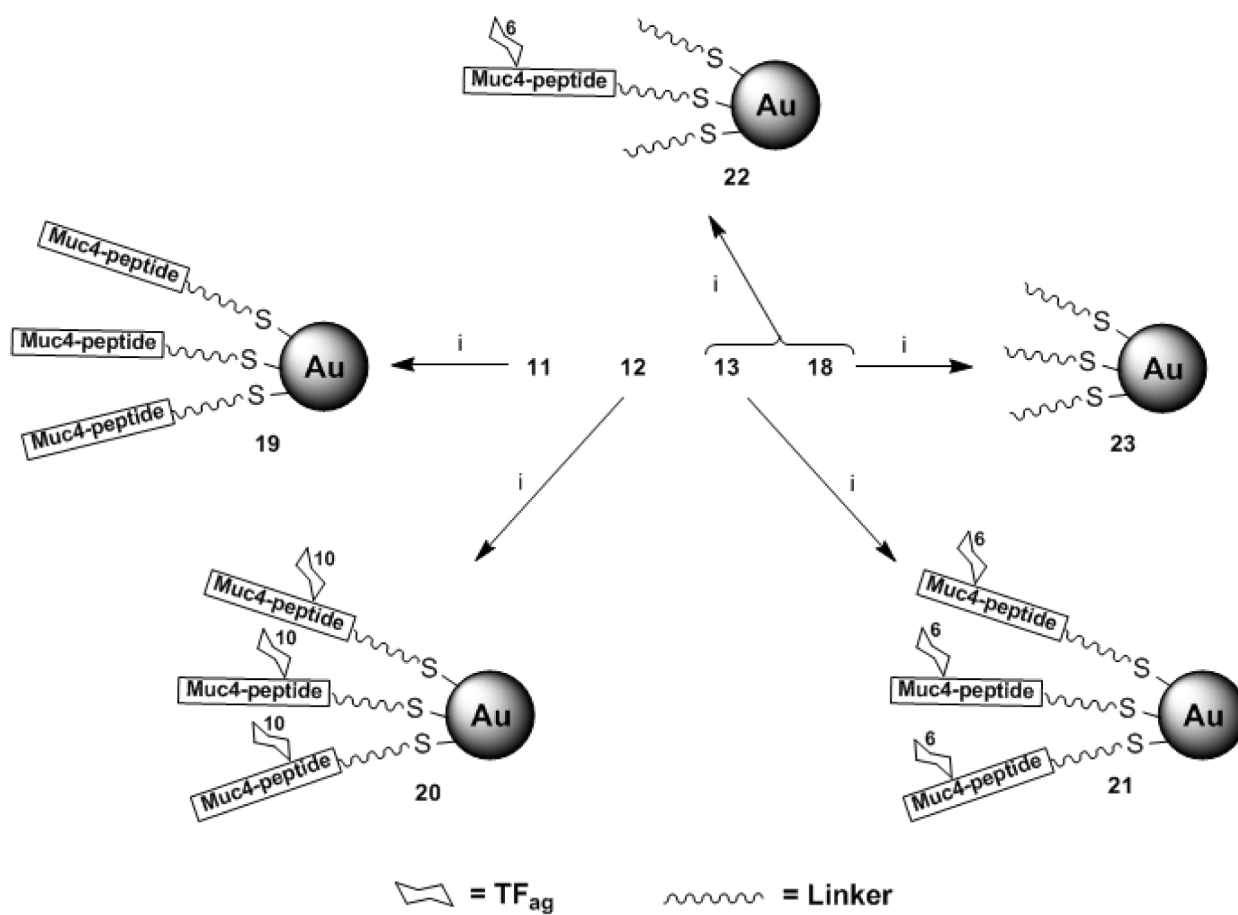 6
Muc4-peptide
S
S
S
Au
22
Muc4-peptide
Muc4-peptide
Muc4-peptide
S
S
S
Au
19
i
11
12
13
18
i
i
S
S
S
Au
23
i
i
10
Muc4-peptide
10
Muc4-peptide
10
Muc4-peptide
S
S
S
Au
20
6
Muc4-peptide
6
Muc4-peptide
6
Muc4-peptide
S
S
S
Au
21
= TFag
= Linker